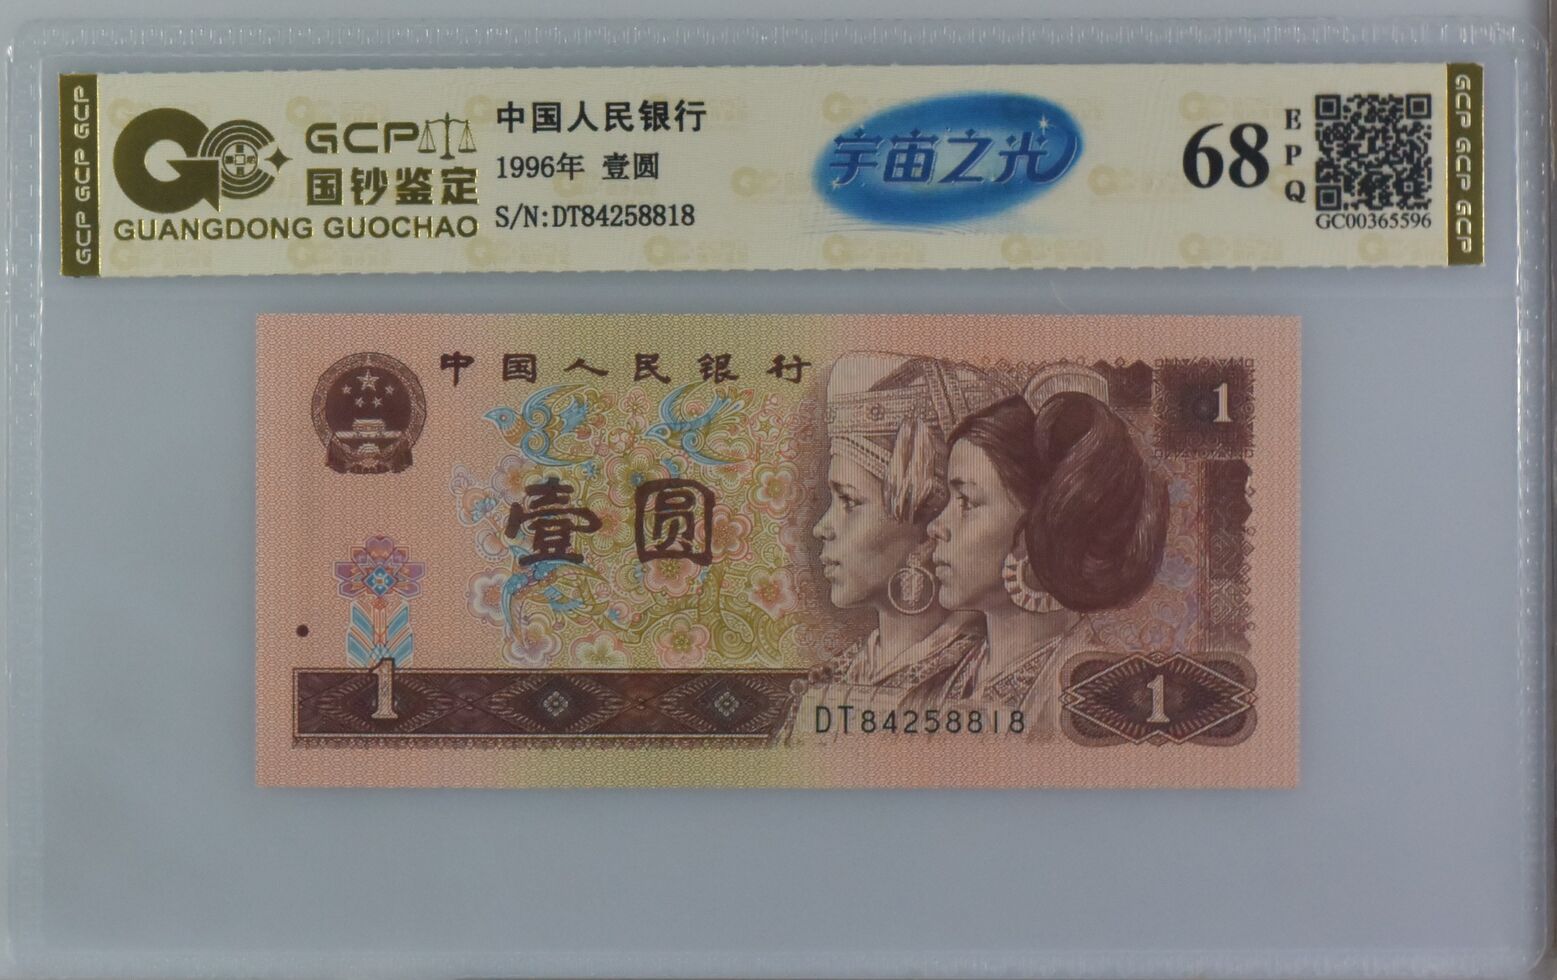 GCP GCP GCP
GCP
国钞鉴定
GUANGDONG GUOCHAO
中国人民银行
1996年 壹圆
S/N:DT84258818
宇宙之光
68
EPQ
GC00365596
GCP GCP GCP
中国人民银行
1
壹圆
1
DT84258818
1